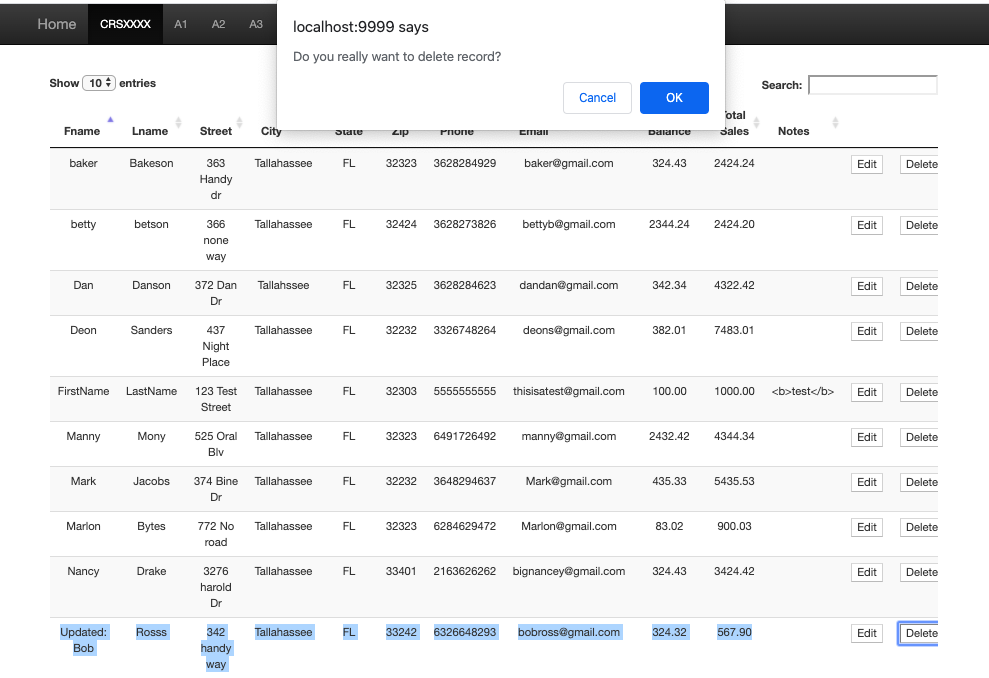 Home CRSXXXX A1 A2 A3
localhost:9999 says
Do you really want to delete record?
Cancel OK
Show 10 entries
Search:
Fname Lname Street City State Zip Phone Email Balance Total Sales Notes
baker Bakeson 363 Handy dr Tallahassee FL 32323 3628284929 baker@gmail.com 324.43 2424.24 Edit Delete
betty betson 366 none way Tallahassee FL 32424 3628273826 bettyb@gmail.com 2344.24 2424.20 Edit Delete
Dan Danson 372 Dan Dr Tallahssee FL 32325 3628284623 dandan@gmail.com 342.34 4322.42 Edit Delete
Deon Sanders 437 Night Place Tallahassee FL 32232 3326748264 deons@gmail.com 382.01 7483.01 Edit Delete
FirstName LastName 123 Test Street Tallahassee FL 32303 5555555555 thisisatest@gmail.com 100.00 1000.00 <b>test</b> Edit Delete
Manny Mony 525 Oral Blv Tallahassee FL 32323 6491726492 manny@gmail.com 2432.42 4344.34 Edit Delete
Mark Jacobs 374 Bine Dr Tallahassee FL 32232 3648294637 Mark@gmail.com 435.33 5435.53 Edit Delete
Marlon Bytes 772 No road Tallahassee FL 32323 6284629472 Marlon@gmail.com 83.02 900.03 Edit Delete
Nancy Drake 3276 harold Dr Tallahassee FL 33401 2163626262 bignancey@gmail.com 324.43 3424.42 Edit Delete
Updated: Bob Rosss 342 handy way Tallahassee FL 33242 6326648293 bobross@gmail.com 324.32 567.90 Edit Delete